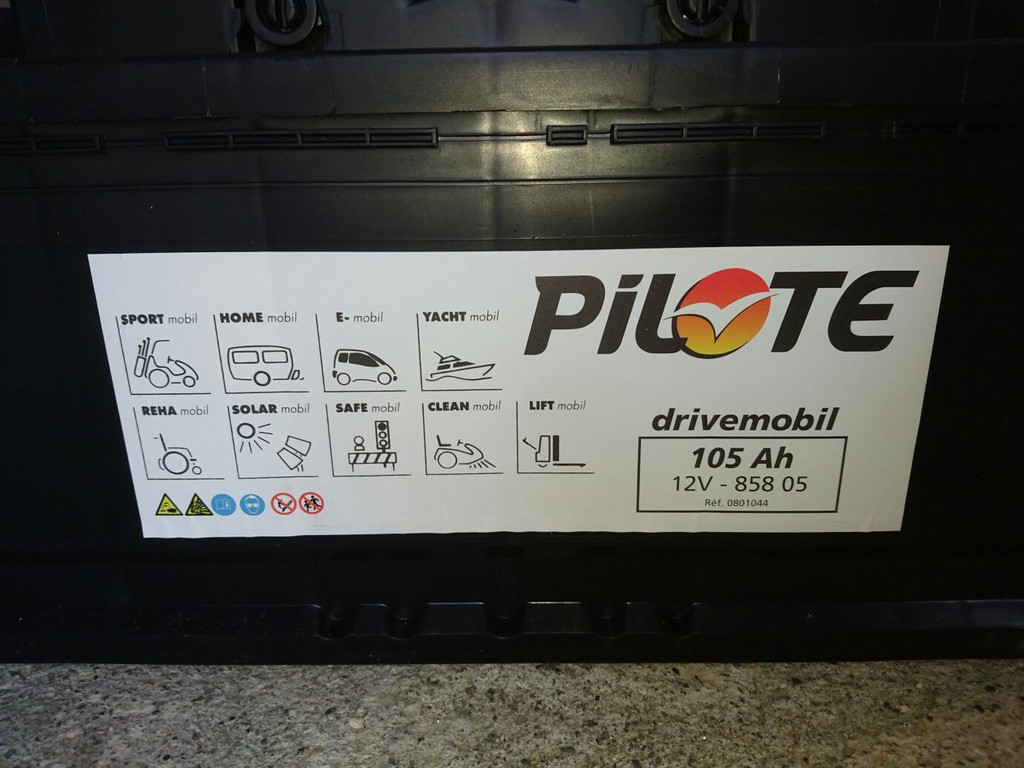 SPORT mobil
HOME mobil
E- mobil
YACHT mobil
PiLOTE
REHA mobil
SOLAR mobil
SAFE mobil
CLEAN mobil
LIFT mobil
drivemobil
105 Ah
12V - 858 05
Réf. 0801044